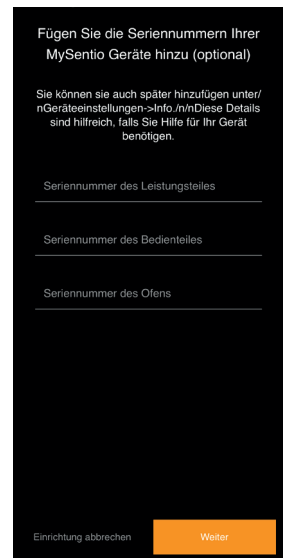 Fügen Sie die Seriennummern Ihrer
MySentio Geräte hinzu (optional)
Sie können sie auch später hinzufügen unter/
nGeräteeinstellungen->Info./n/nDiese Details
sind hilfreich, falls Sie Hilfe für Ihr Gerät
benötigen.
Seriennummer des Leistungsteiles
Seriennummer des Bedienteiles
Seriennummer des Ofens
Einrichtung abbrechen
Weiter